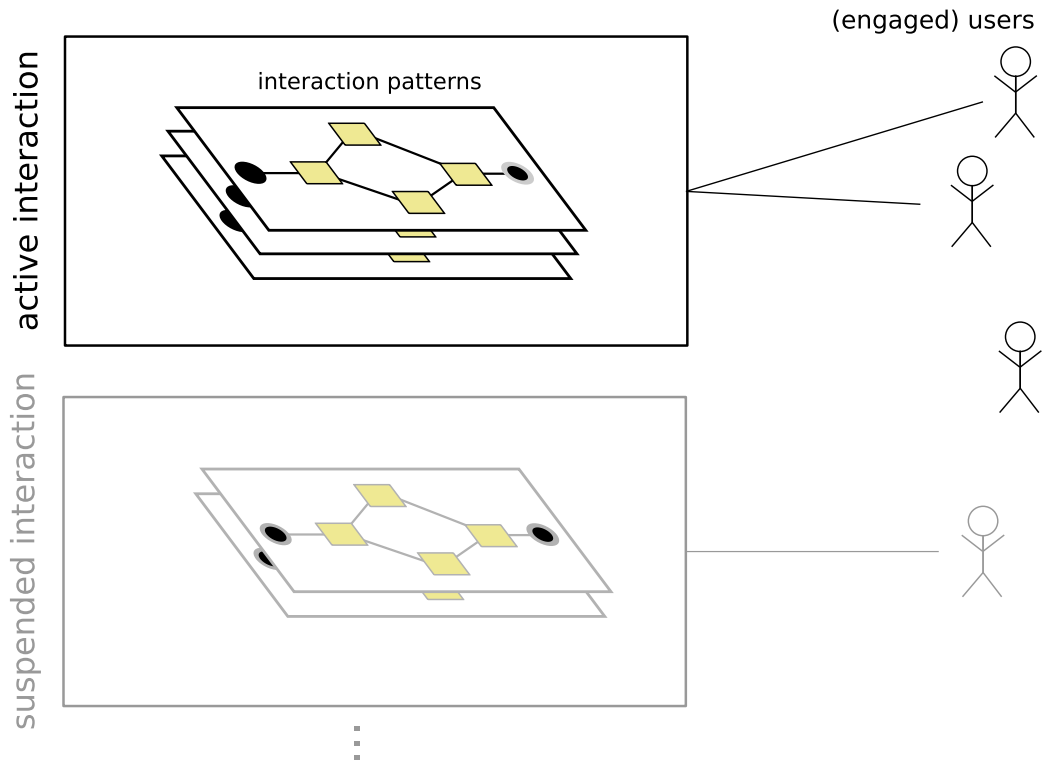 (engaged) users
active interaction
interaction patterns
suspended interaction